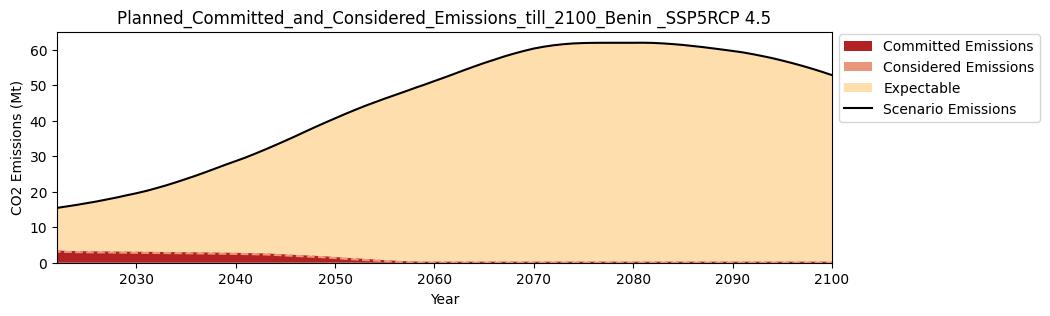 Planned_Committed_and_Considered_Emissions_till_2100_Benin _SSP5RCP 4.5
CO2 Emissions (Mt)
60
50
40
30
20
10
0
2030 2040 2050 2060 2070 2080 2090 2100
Year
Committed Emissions
Considered Emissions
Expectable
Scenario Emissions